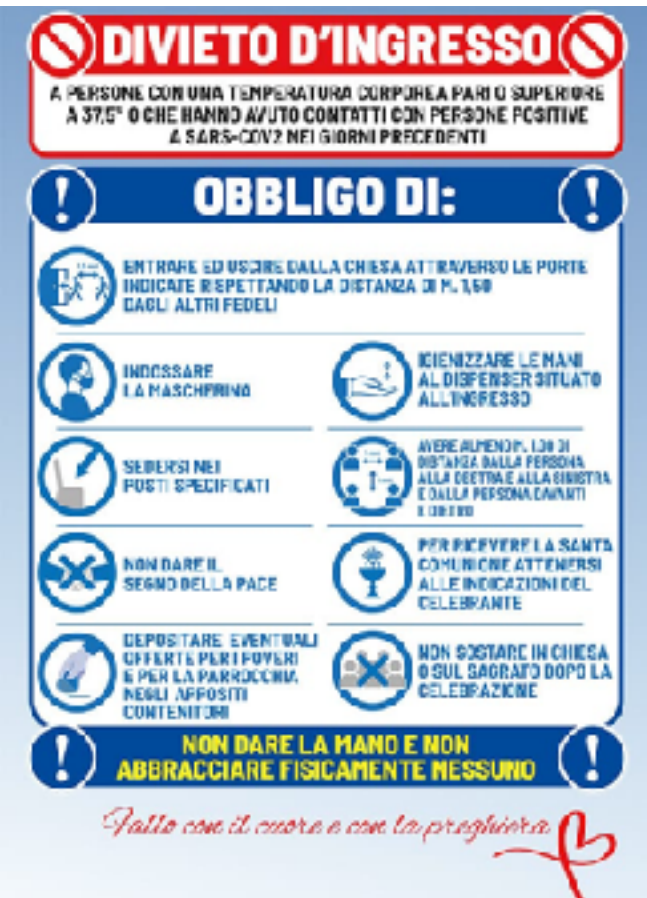 DIVIETO D'INGRESSO
A PERSONE CON UNA TEMPERATURA CORPOREA PARI O SUPERIORE
A 37,5° O CHE HANNO AVUTO CONTATTI CON PERSONE POSITIVE
A SARS-COV2 NEI GIORNI PRECEDENTI
OBBLIGO DI:
ENTRARE ED USCIRE DALLA CHIESA ATTRAVERSO LE PORTE
INDICATE RISPETTANDO LA DISTANZA DI M. 1,50
DAGLI ALTRI FEDELI
INDOSSARE
LA MASCHERINA
IGIENIZZARE LE MANI
AL DISPENSER SITUATO
ALL'INGRESSO
SEDERSI NEI
POSTI SPECIFICATI
AVERE ALMENO M. 1,00 DI
DISTANZA DALLA PERSONA
ALLA DESTRA E ALLA SINISTRA
E DALLA PERSONA DAVANTI
E DIETRO
NON DARE IL
SEGNO DELLA PACE
PER RICEVERE LA SANTA
COMUNIONE ATTENERSI
ALLE INDICAZIONI DEL
CELEBRANTE
DEPOSITARE EVENTUALI
OFFERTE PER I POVERI
E PER LA PARROCCHIA
NEGLI APPOSITI
CONTENITORI
NON SOSTARE IN CHIESA
O SUL SAGRATO DOPO LA
CELEBRAZIONE
NON DARE LA MANO E NON
ABBRACCIARE FISICAMENTE NESSUNO
Fallo con il cuore e con la preghiera